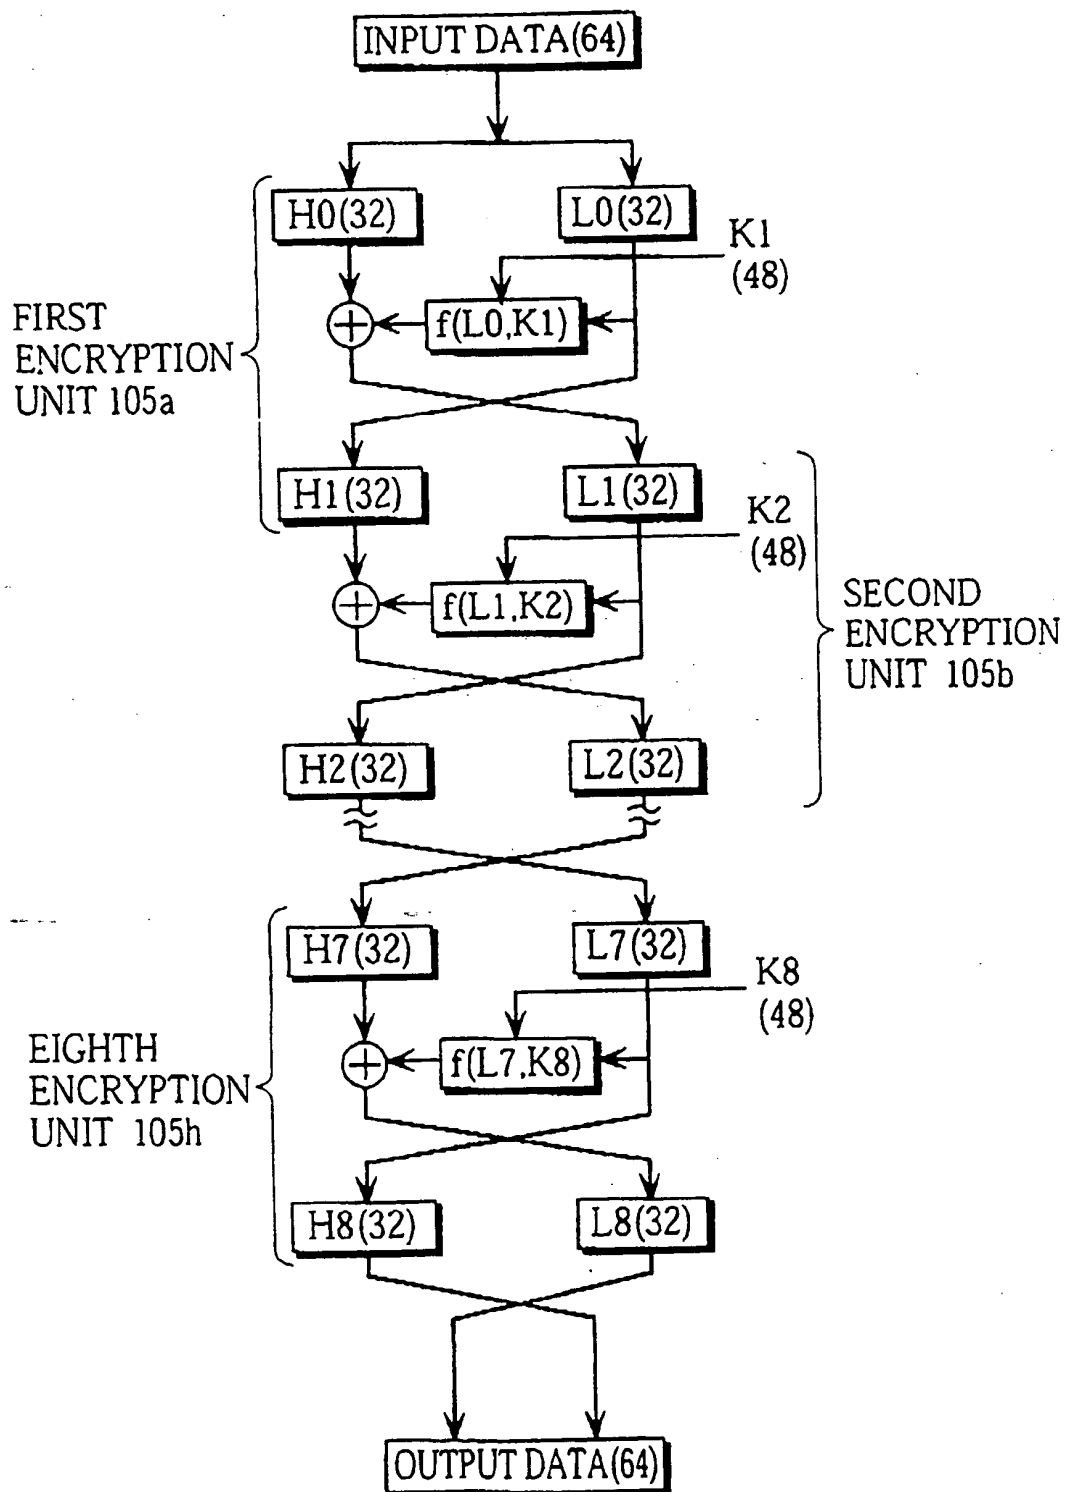 INPUT DATA(64)
H0(32)
L0(32)
K1
(48)
f(L0,K1)
FIRST
ENCRYPTION
UNIT 105a
H1(32)
L1(32)
K2
(48)
f(L1,K2)
SECOND
ENCRYPTION
UNIT 105b
H2(32)
L2(32)
H7(32)
L7(32)
K8
(48)
f(L7,K8)
EIGHTH
ENCRYPTION
UNIT 105h
H8(32)
L8(32)
OUTPUT DATA(64)